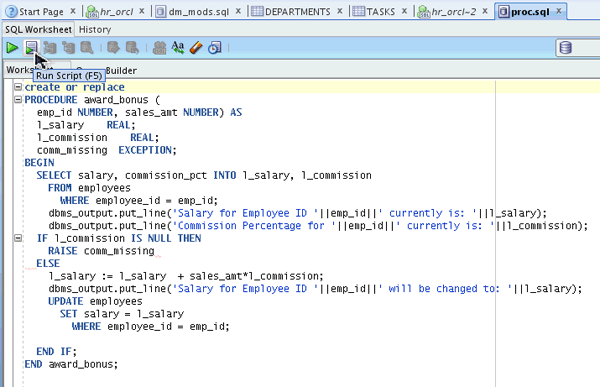 Start Page hr_orcl dm_mods.sql DEPARTMENTS TASKS hr_orcl~2 proc.sql
SQL Worksheet History
Aa
Run Script (F5)
Builder
create or replace
PROCEDURE award_bonus (
emp_id NUMBER, sales_amt NUMBER) AS
l_salary REAL;
l_commission REAL;
comm_missing EXCEPTION;
BEGIN
SELECT salary, commission_pct INTO l_salary, l_commission
FROM employees
WHERE employee_id = emp_id;
dbms_output.put_line('Salary for Employee ID '||emp_id||' currently is: '||l_salary);
dbms_output.put_line('Commission Percentage for '||emp_id||' currently is: '||l_commission);
IF l_commission IS NULL THEN
RAISE comm_missing
ELSE
l_salary := l_salary + sales_amt*l_commission;
dbms_output.put_line('Salary for Employee ID '||emp_id||' will be changed to: '||l_salary);
UPDATE employees
SET salary = l_salary
WHERE employee_id = emp_id;
END IF;
END award_bonus;